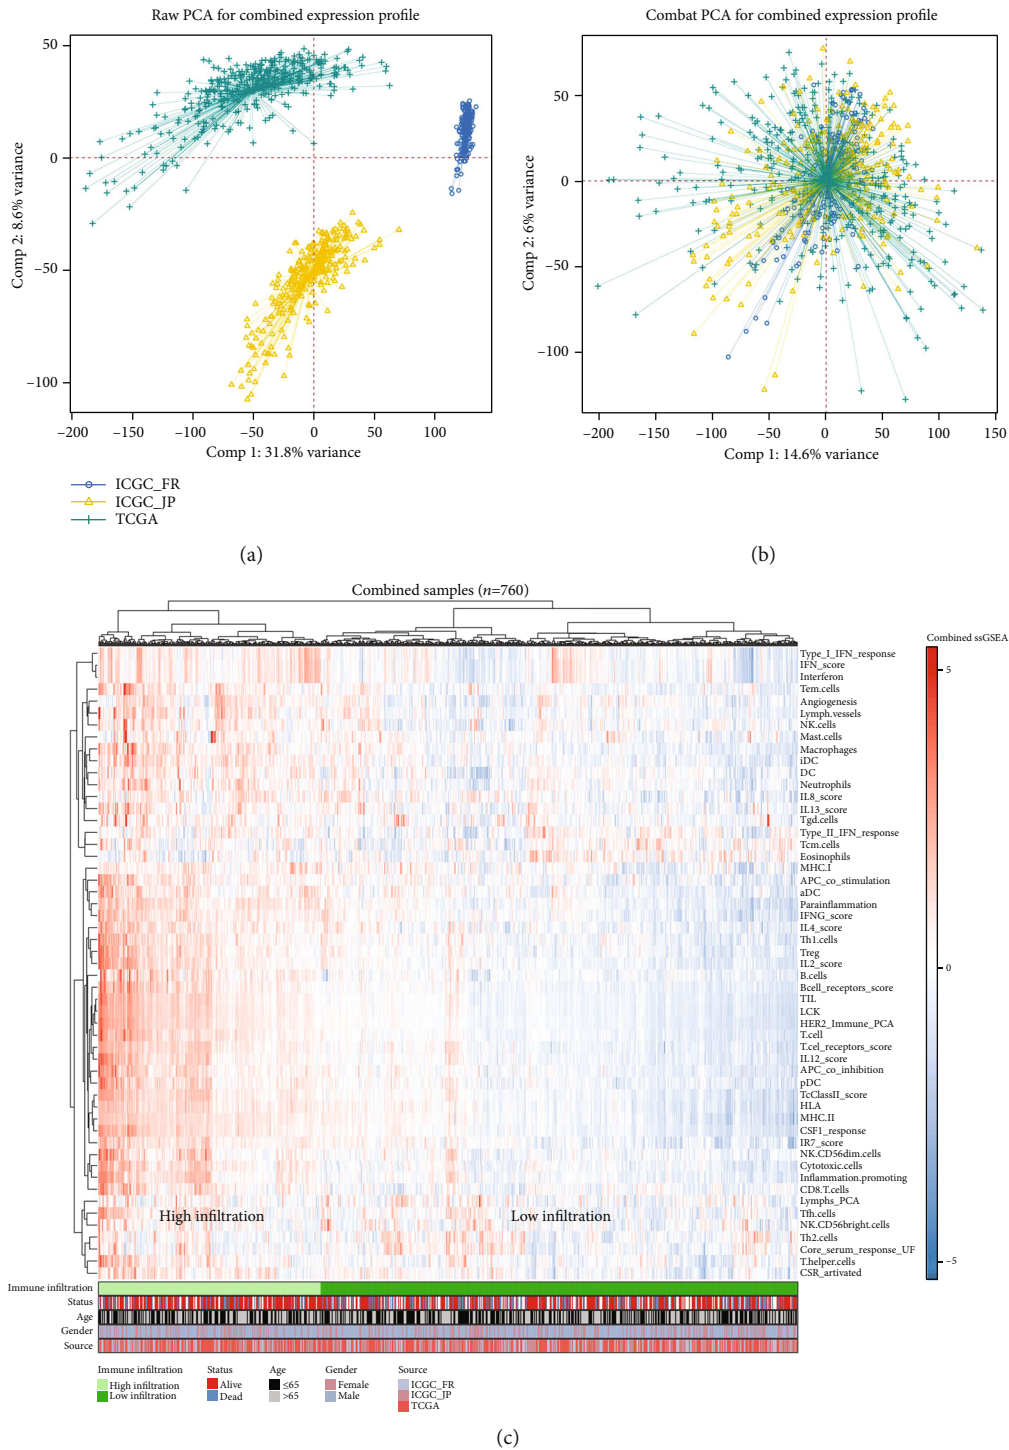 Raw PCA for combined expression profile
Comp 2: 8.6% variance
50
0
−50
−100
−200
−150
−100
−50
0
50
100
Comp 1: 31.8% variance
ICGC_FR
ICGC_JP
TCGA
(a)
Combat PCA for combined expression profile
Comp 2: 6% variance
50
0
−50
−100
−200
−150
−100
−50
0
50
100
150
Comp 1: 14.6% variance
(b)
Combined samples (n=760)
Combined ssGSEA
5
0
−5
Type_I_IFN_response
IFN_score
Interferon
Tem.cells
Angiogenesis
Lymph.vessels
NK.cells
Mast.cells
Macrophages
iDC
DC
Neutrophils
IL8_score
IL13_score
Tgd.cells
Type_II_IFN_response
Tcm.cells
Eosinophils
MHC.I
APC_co_stimulation
aDC
Parainflammation
IFNG_score
IL4_score
Th1.cells
Treg
IL2_score
B.cells
Bcell_receptors_score
TIL
LCK
HER2_Immune_PCA
T.cell
T.cel_receptors_score
IL12_score
APC_co_inhibition
pDC
TcClassII_score
HLA
MHC.II
CSF1_response
IR7_score
NK.CD56dim.cells
Cytotoxic.cells
Inflammation.promoting
CD8.T.cells
Lymphs_PCA
Tfh.cells
NK.CD56bright.cells
Th2.cells
Core_serum_response_UF
T.helper.cells
CSR_artivated
High infiltration
Low infiltration
Immune infiltration
Status
Age
Gender
Source
Immune infiltration
High infiltration
Low infiltration
Status
Alive
Dead
Age
≤65
>65
Gender
Female
Male
Source
ICGC_FR
ICGC_JP
TCGA
(c)